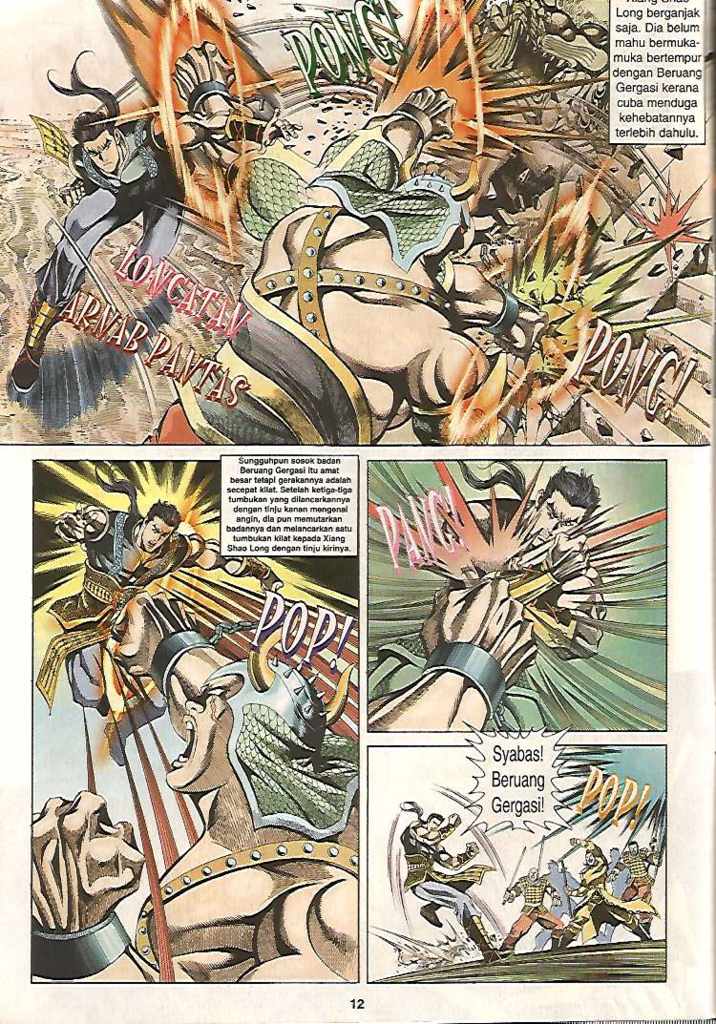 Xiang Shao
Long berganjak
saja. Dia belum
mahu bermuka-
muka bertempur
dengan Beruang
Gergasi kerana
cuba menduga
kehebatannya
terlebih dahulu.
PONG!
LONCATAN
ARNAB PANTAS
PONG!
Sungguhpun sosok badan
Beruang Gergasi itu amat
besar tetapi gerakannya adalah
secepat kilat. Setelah ketiga-tiga
tumbukan yang dilancarkannya
dengan tinju kanan mengenai
angin, dia pun memutarkan
badannya dan melancarkan satu
tumbukan kilat kepada Xiang
Shao Long dengan tinju kirinya.
POP!
PANG!
Syabas!
Beruang
Gergasi!
POP!
12